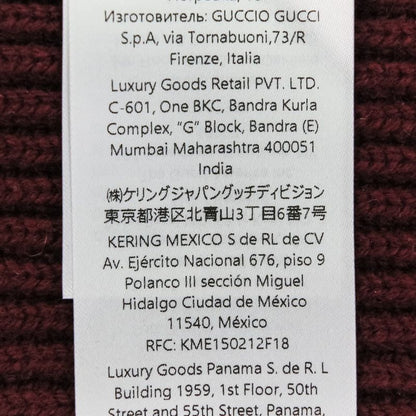 Изготовитель: GUCCIO GUCCI
S.p.A, via Tornabuoni,73/R
Firenze, Italia
Luxury Goods Retail PVT. LTD.
C-601, One BKC, Bandra Kurla
Complex, “G” Block, Bandra (E)
Mumbai Maharashtra 400051
India
㈱ケリングジャパングッチディビジョン
東京都港区北青山3丁目6番7号
KERING MEXICO S de RL de CV
Av. Ejército Nacional 676, piso 9
Polanco III sección Miguel
Hidalgo Ciudad de México
11540, México
RFC: KME150212F18
Luxury Goods Panama S. de R. L
Building 1959, 1st Floor, 50th
Street and 55th Street, Panama,